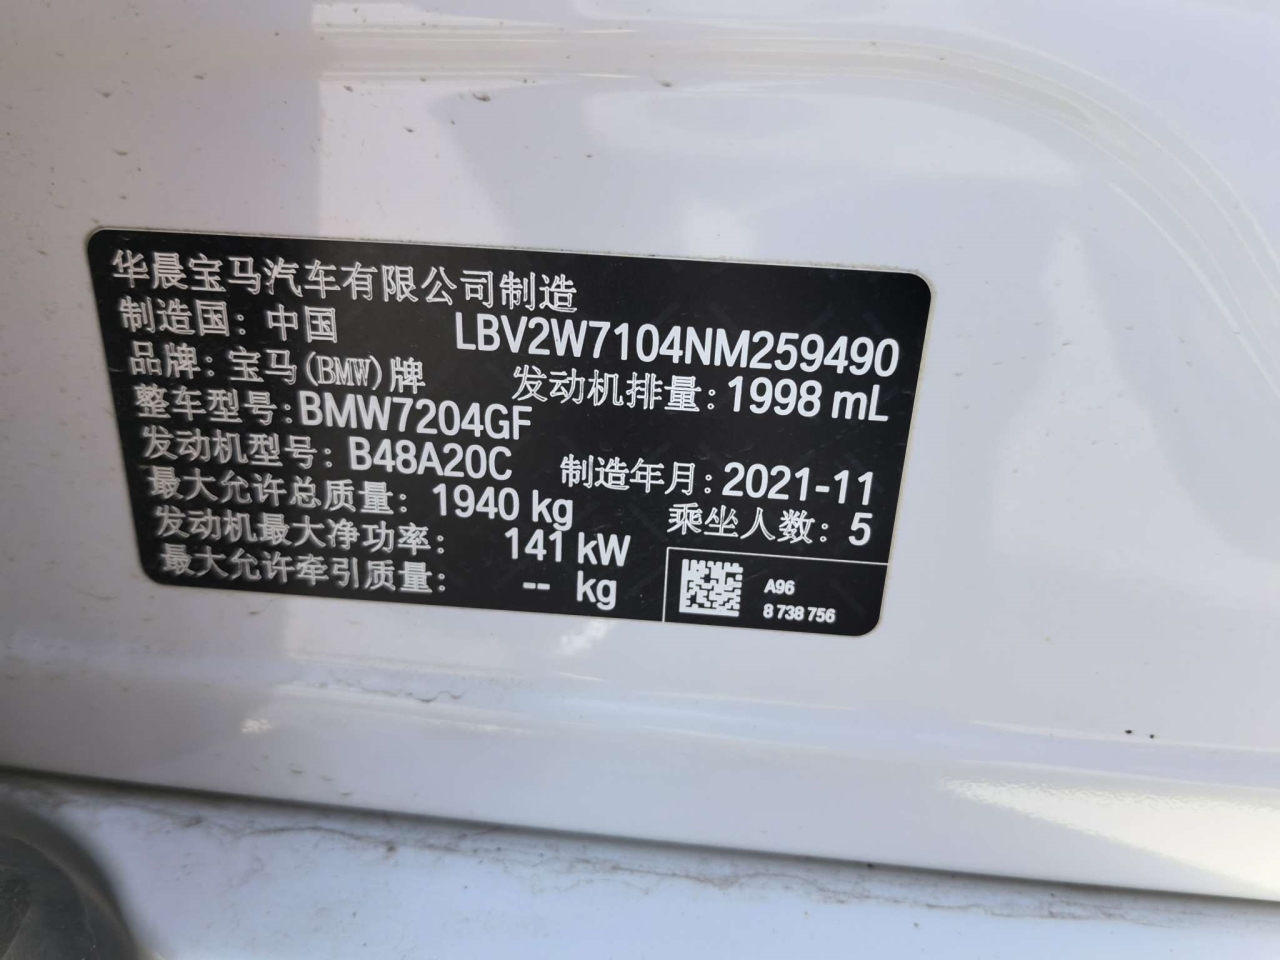 华晨宝马汽车有限公司制造
制造国: 中国 LBV2W7104NM259490
品牌: 宝马(BMW)牌 发动机排量: 1998 mL
整车型号:BMW7204GF
发动机型号: B48A20C 制造年月: 2021-11
最大允许总质量: 1940 kg 乘坐人数: 5
发动机最大净功率: 141 kW
最大允许牵引质量: -- kg
A96
8 738 756